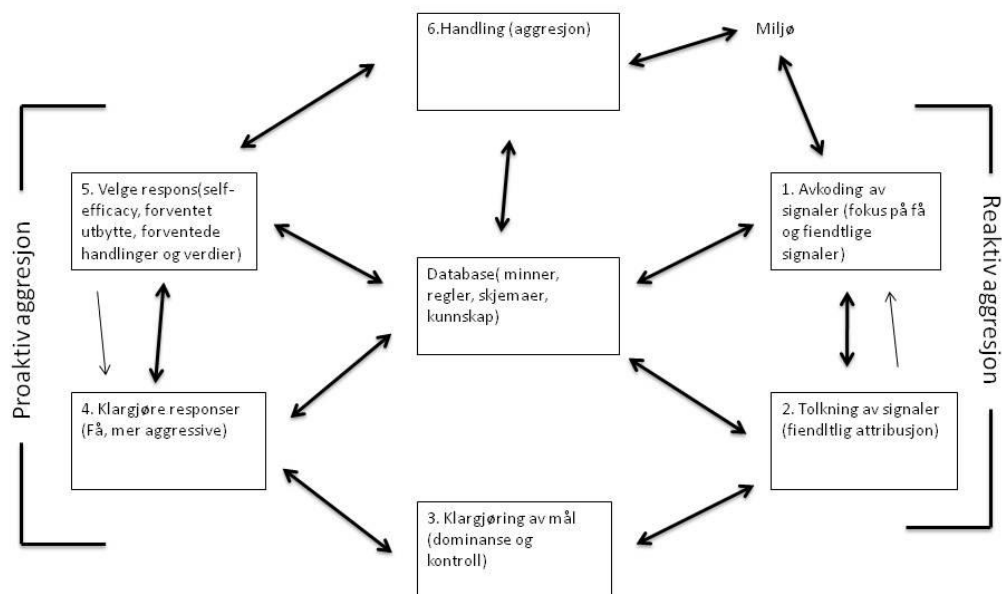 6.Handling (aggresjon)
Miljø
5. Velge respons(self-
efficacy, forventet
utbytte, forventede
handlinger og verdier)
1. Avkoding av
signaler (fokus på få
og fiendtlige
signaler)
Database( minner,
regler, skjemaer,
kunnskap)
Proaktiv aggresjon
Reaktiv aggresjon
4. Klargjøre responser
(Få, mer aggressive)
2. Tolkning av signaler
(fiendltlig attribusjon)
3. Klargjøring av mål
(dominanse og
kontroll)